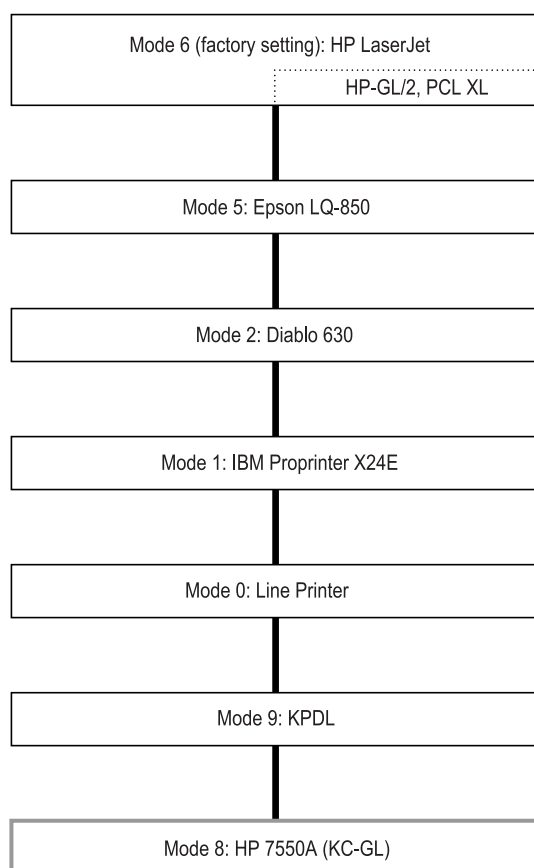 Mode 6 (factory setting): HP LaserJet
HP-GL/2, PCL XL
Mode 5: Epson LQ-850
Mode 2: Diablo 630
Mode 1: IBM Proprinter X24E
Mode 0: Line Printer
Mode 9: KPDL
Mode 8: HP 7550A (KC-GL)